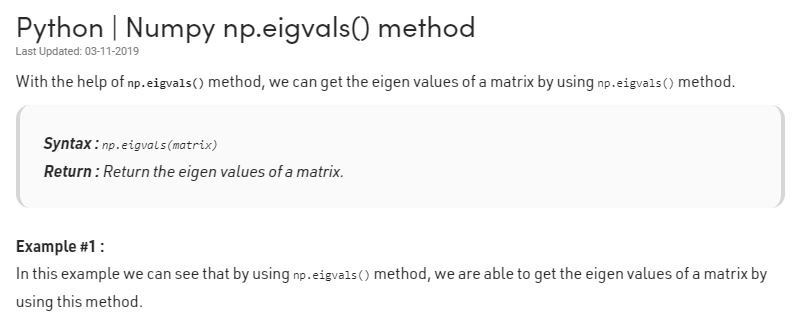 Python | Numpy np.eigvals() method
Last Updated: 03-11-2019
With the help of np.eigvals() method, we can get the eigen values of a matrix by using np.eigvals() method.
Syntax : np.eigvals(matrix)
Return : Return the eigen values of a matrix.
Example #1 :
In this example we can see that by using np.eigvals() method, we are able to get the eigen values of a matrix by
using this method.